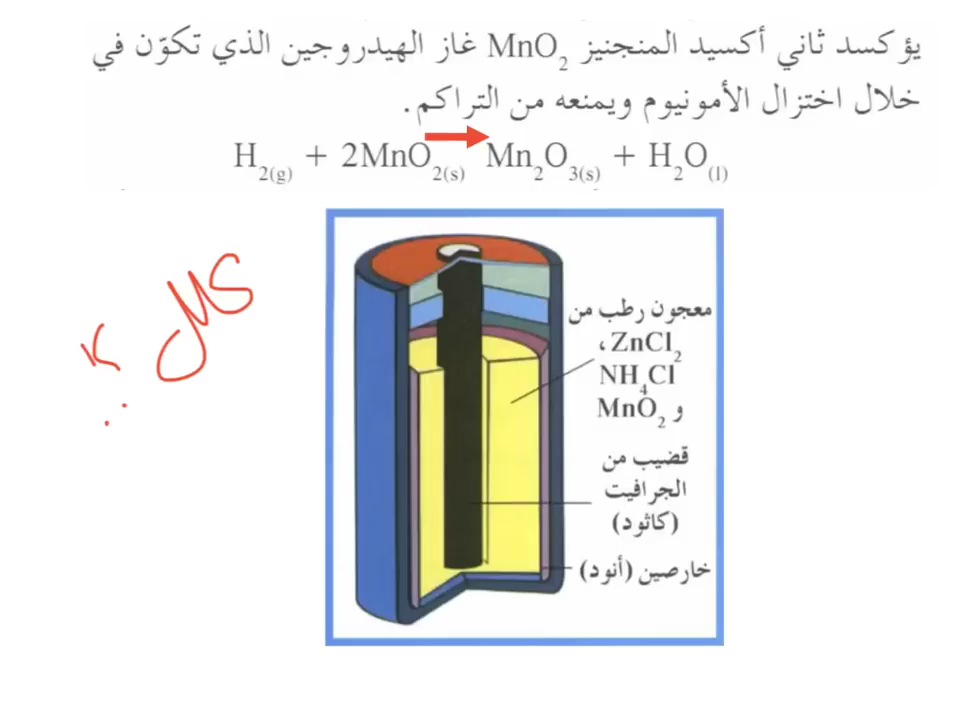 يؤكسد ثاني أكسيد المنجنيز MnO₂ غاز الهيدروجين الذي تكوّن في
خلال اختزال الأمونيوم ويمنعه من التراكم.
H₂(g) + 2MnO₂(s) → Mn₂O₃(s) + H₂O(l)
معجون رطب من
ZnCl₂ ،
NH₄Cl
و MnO₂
قضيب من
الجرافيت
(كاثود)
خارصين (أنود)